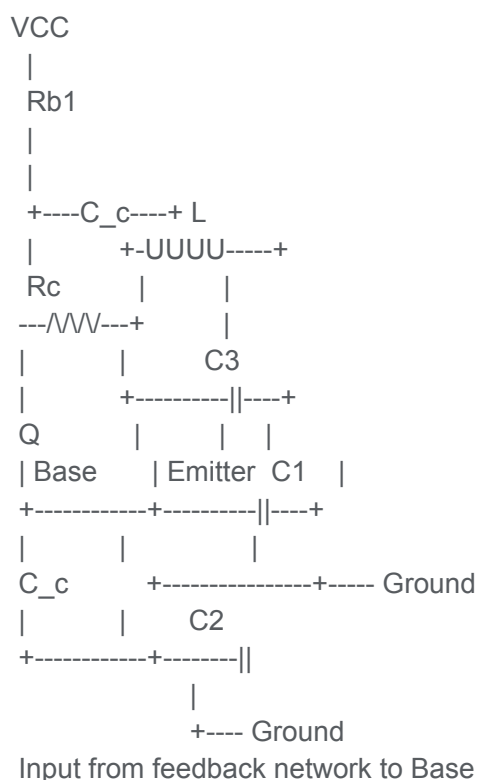 VCC
|
Rb1
|
|
+----C_c----+ L
| +-UUUU-----+
Rc | |
---/\/\/\/---+ |
| | C3
| +----------||----+
Q | | |
| Base | Emitter C1 |
+------------+----------||----+
| | |
C_c +----------------+----- Ground
| | C2
+------------+--------||
|
+---- Ground
Input from feedback network to Base